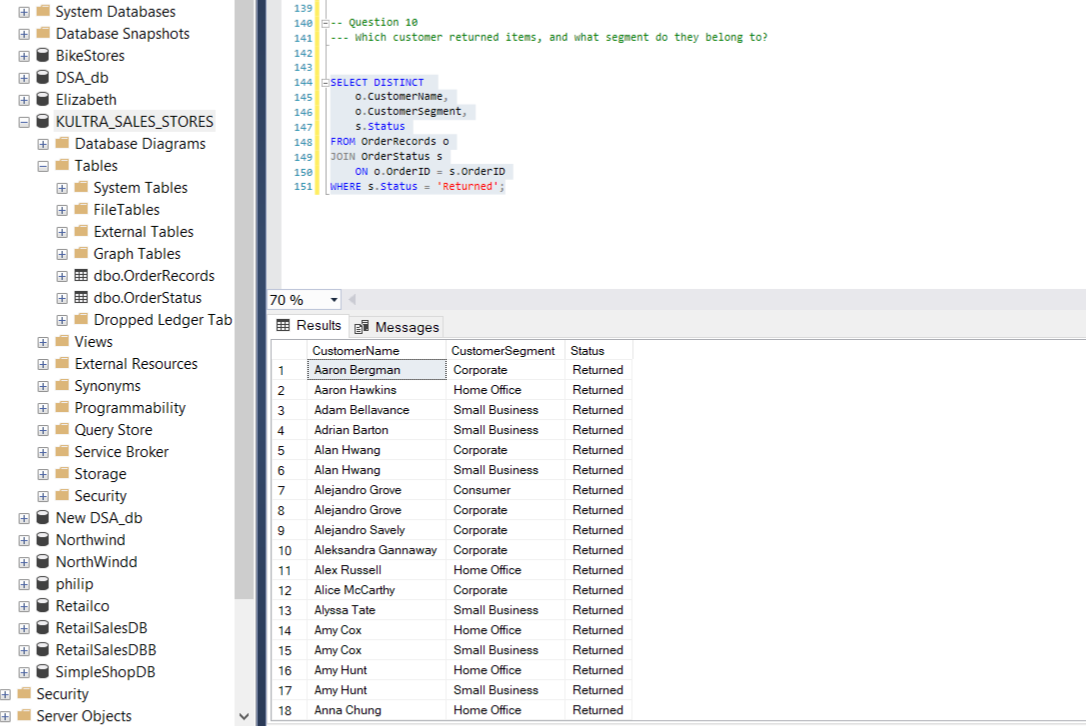 System Databases
Database Snapshots
BikeStores
DSA_db
Elizabeth
KULTRA_SALES_STORES
Database Diagrams
Tables
System Tables
FileTables
External Tables
Graph Tables
dbo.OrderRecords
dbo.OrderStatus
Dropped Ledger Tab
Views
External Resources
Synonyms
Programmability
Query Store
Service Broker
Storage
Security
New DSA_db
Northwind
NorthWindd
philip
Retailco
RetailSalesDB
RetailSalesDBB
SimpleShopDB
Security
Server Objects
139
140 -- Question 10
141 --- Which customer returned items, and what segment do they belong to?
142
143
144 SELECT DISTINCT
145 o.CustomerName,
146 o.CustomerSegment,
147 s.Status
148 FROM OrderRecords o
149 JOIN OrderStatus s
150 ON o.OrderID = s.OrderID
151 WHERE s.Status = 'Returned';
70 %
Results Messages
CustomerName CustomerSegment Status
1 Aaron Bergman Corporate Returned
2 Aaron Hawkins Home Office Returned
3 Adam Bellavance Small Business Returned
4 Adrian Barton Small Business Returned
5 Alan Hwang Corporate Returned
6 Alan Hwang Small Business Returned
7 Alejandro Grove Consumer Returned
8 Alejandro Grove Corporate Returned
9 Alejandro Savely Corporate Returned
10 Aleksandra Gannaway Corporate Returned
11 Alex Russell Home Office Returned
12 Alice McCarthy Corporate Returned
13 Alyssa Tate Small Business Returned
14 Amy Cox Home Office Returned
15 Amy Cox Small Business Returned
16 Amy Hunt Home Office Returned
17 Amy Hunt Small Business Returned
18 Anna Chung Home Office Returned